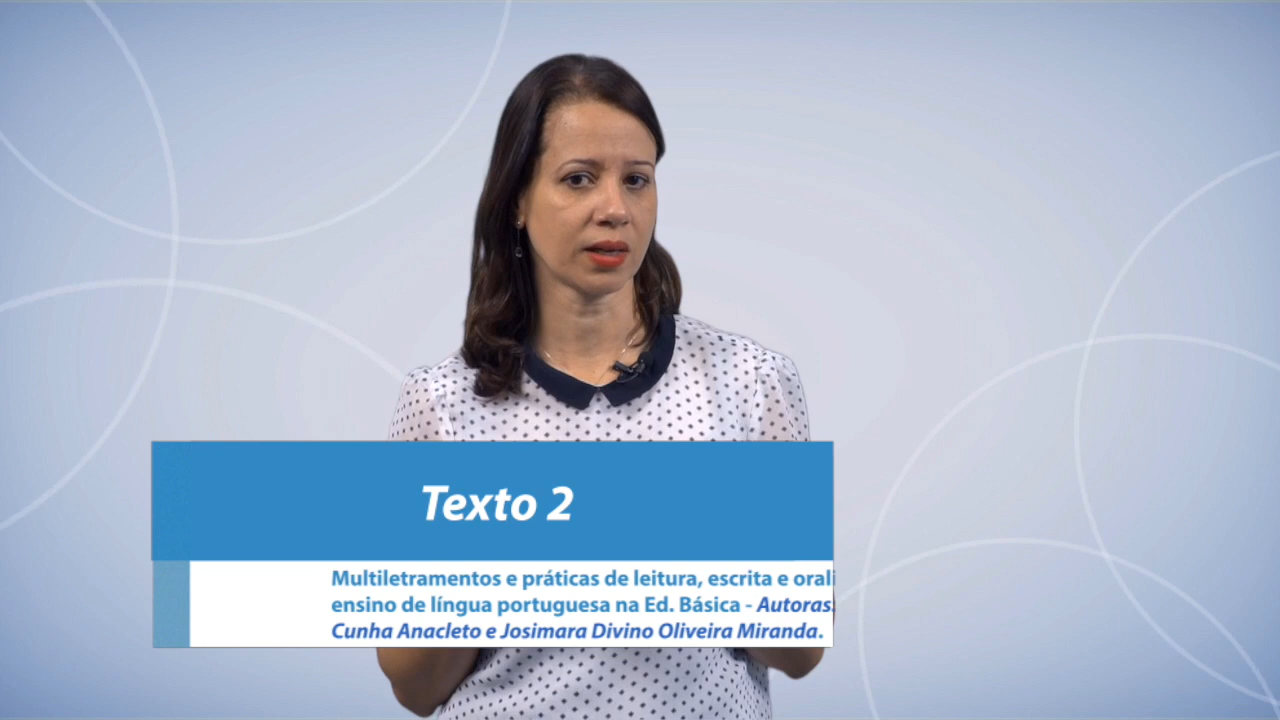 Texto 2
Multiletramentos e práticas de leitura, escrita e orali
ensino de língua portuguesa na Ed. Básica - Autoras
Cunha Anacleto e Josimara Divino Oliveira Miranda.